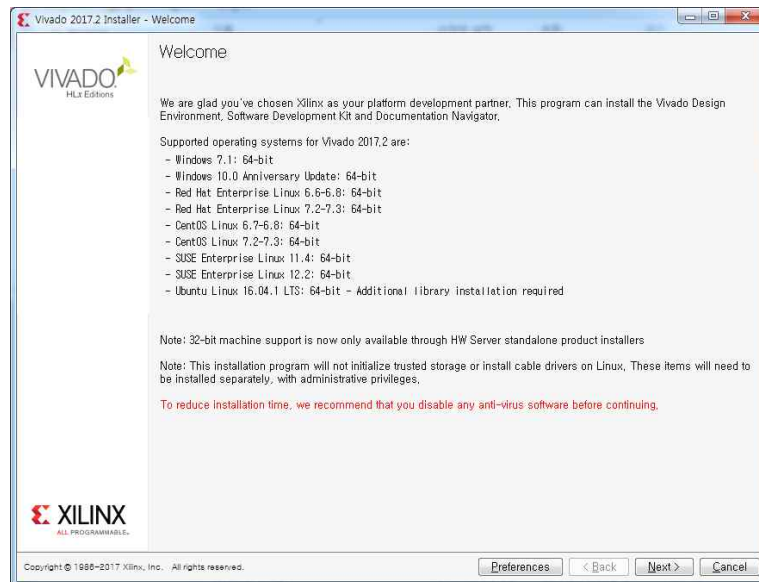 Vivado 2017.2 Installer - Welcome
VIVADO
HLx Editions
Welcome
We are glad you've chosen Xilinx as your platform development partner. This program can install the Vivado Design
Environment, Software Development Kit and Documentation Navigator.
Supported operating systems for Vivado 2017.2 are:
- Windows 7.1: 64-bit
- Windows 10.0 Anniversary Update: 64-bit
- Red Hat Enterprise Linux 6.6-6.8: 64-bit
- Red Hat Enterprise Linux 7.2-7.3: 64-bit
- CentOS Linux 6.7-6.8: 64-bit
- CentOS Linux 7.2-7.3: 64-bit
- SUSE Enterprise Linux 11.4: 64-bit
- SUSE Enterprise Linux 12.2: 64-bit
- Ubuntu Linux 16.04.1 LTS: 64-bit - Additional library installation required
Note: 32-bit machine support is now only available through HW Server standalone product installers
Note: This installation program will not initialize trusted storage or install cable drivers on Linux. These items will need to
be installed separately, with administrative privileges.
To reduce installation time, we recommend that you disable any anti-virus software before continuing.
XILINX
ALL PROGRAMMABLE.
Copyright © 1986-2017 Xilinx, Inc. All rights reserved.
Preferences
< Back
Next >
Cancel